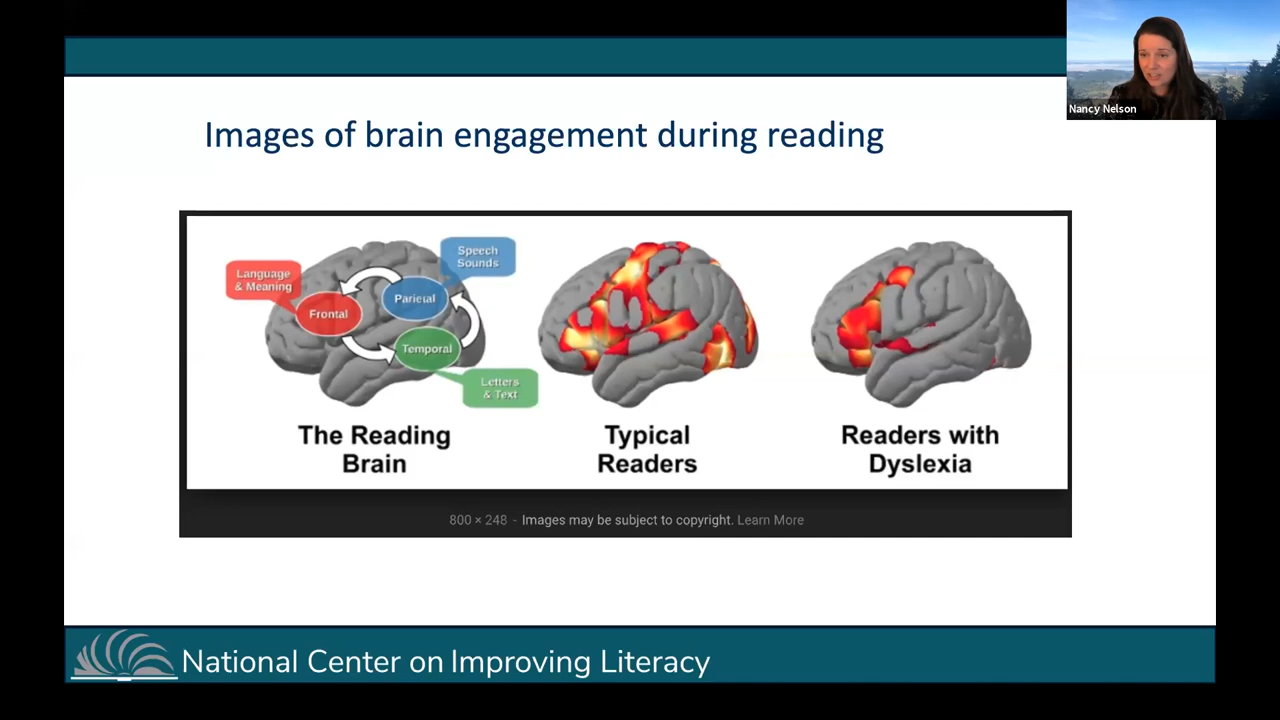 Nancy Nelson
Images of brain engagement during reading
Speech
Sounds
Language
& Meaning
Parietal
Frontal
Temporal
Letters
& Text
The Reading
Brain
Typical
Readers
Readers with
Dyslexia
800 × 248 - Images may be subject to copyright. Learn More
National Center on Improving Literacy